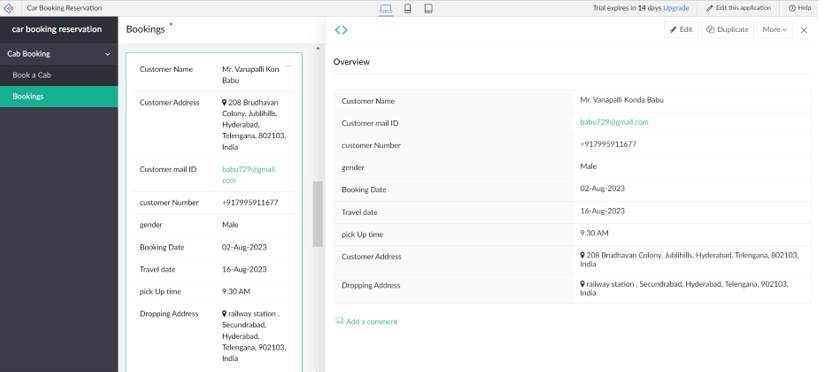 Car Booking Reservation
Trial expires in 14 days Upgrade
Edit this application
Help
car booking reservation
Cab Booking
Book a Cab
Bookings
Bookings *
Customer Name
Mr. Vanapalli Kon
Babu
...
Customer Address
208 Brudhavan
Colony, Jublihills,
Hyderabad,
Telengana, 802103,
India
Customer mail ID
babu729@gmail.
com
customer Number
+917995911677
gender
Male
Booking Date
02-Aug-2023
Travel date
16-Aug-2023
pick Up time
9.30 AM
Dropping Address
railway station ,
Secundrabad,
Hyderabad,
Telengana, 902103,
India
Edit
Duplicate
More
Overview
Customer Name
Mr. Vanapalli Konda Babu
Customer mail ID
babu729@gmail.com
customer Number
+917995911677
gender
Male
Booking Date
02-Aug-2023
Travel date
16-Aug-2023
pick Up time
9.30 AM
Customer Address
208 Brudhavan Colony, Jublihills, Hyderabad, Telengana, 802103,
India
Dropping Address
railway station , Secundrabad, Hyderabad, Telengana, 902103,
India
Add a comment